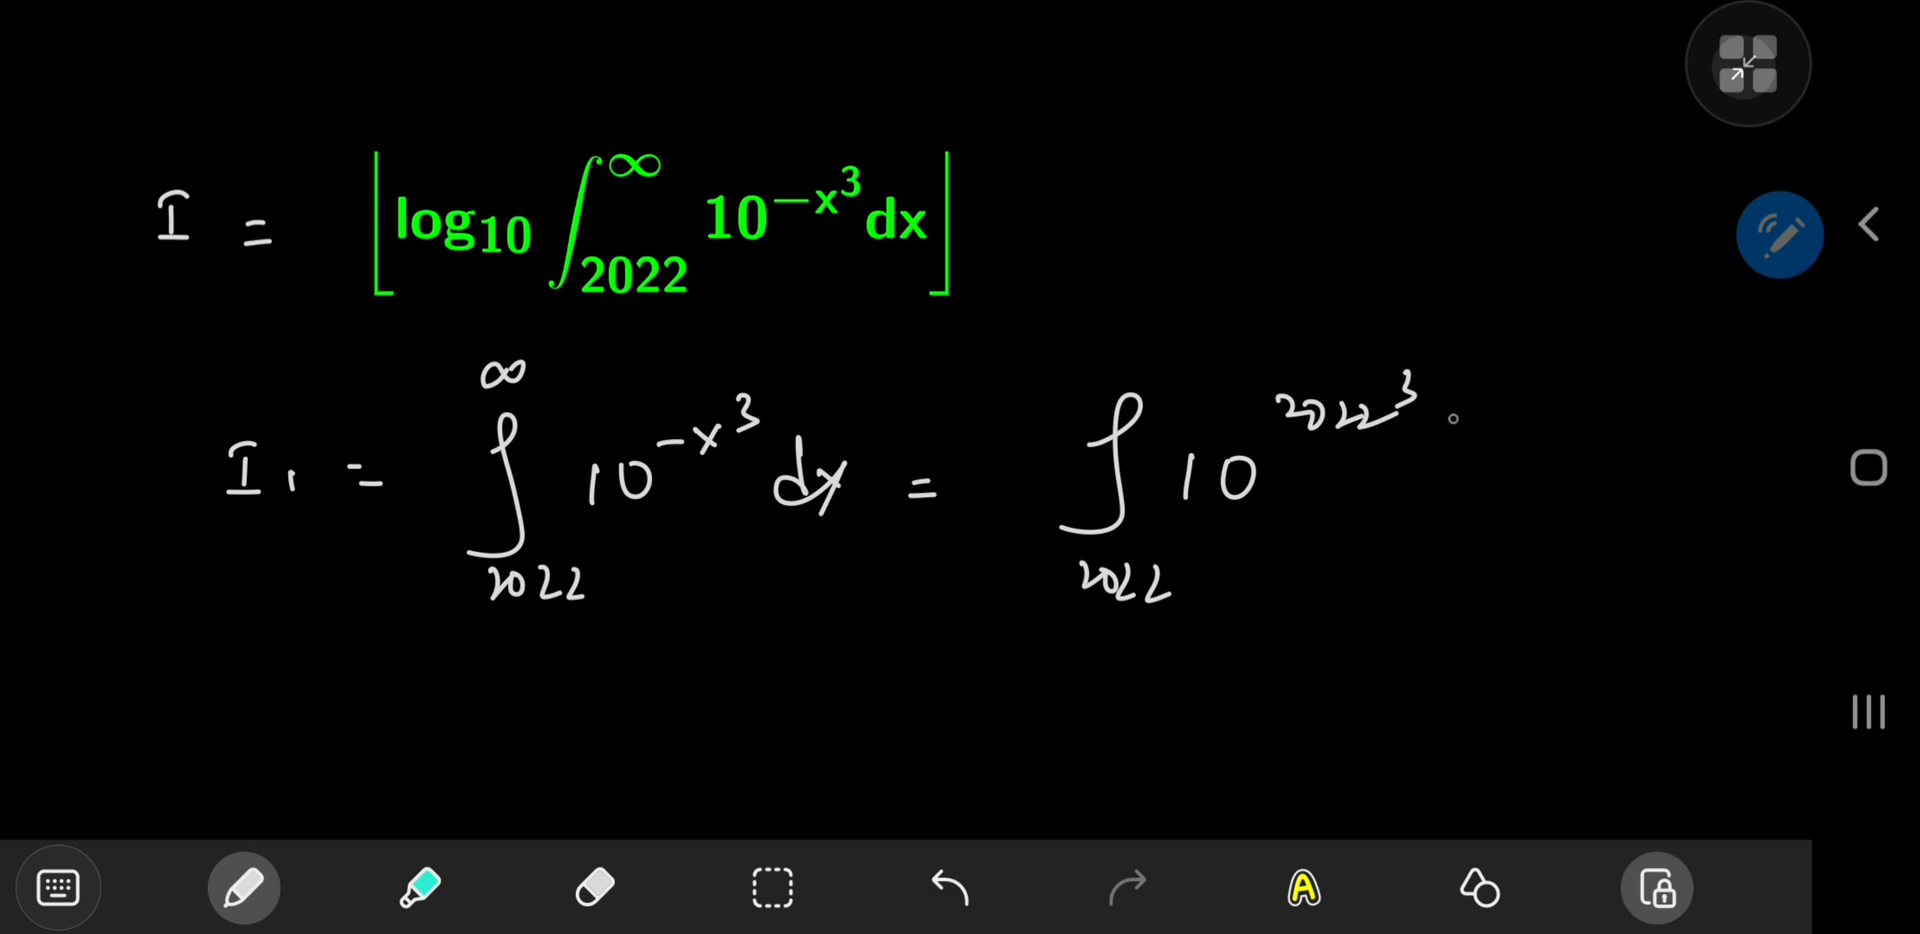 I = ⌊log₁₀ ∫₂₀₂₂^∞ 10^(−x³) dx⌋
I₁ = ∫₂₀₂₂^∞ 10^(−x³) dx = ∫₂₀₂₂ 10^(2022³) ·
A